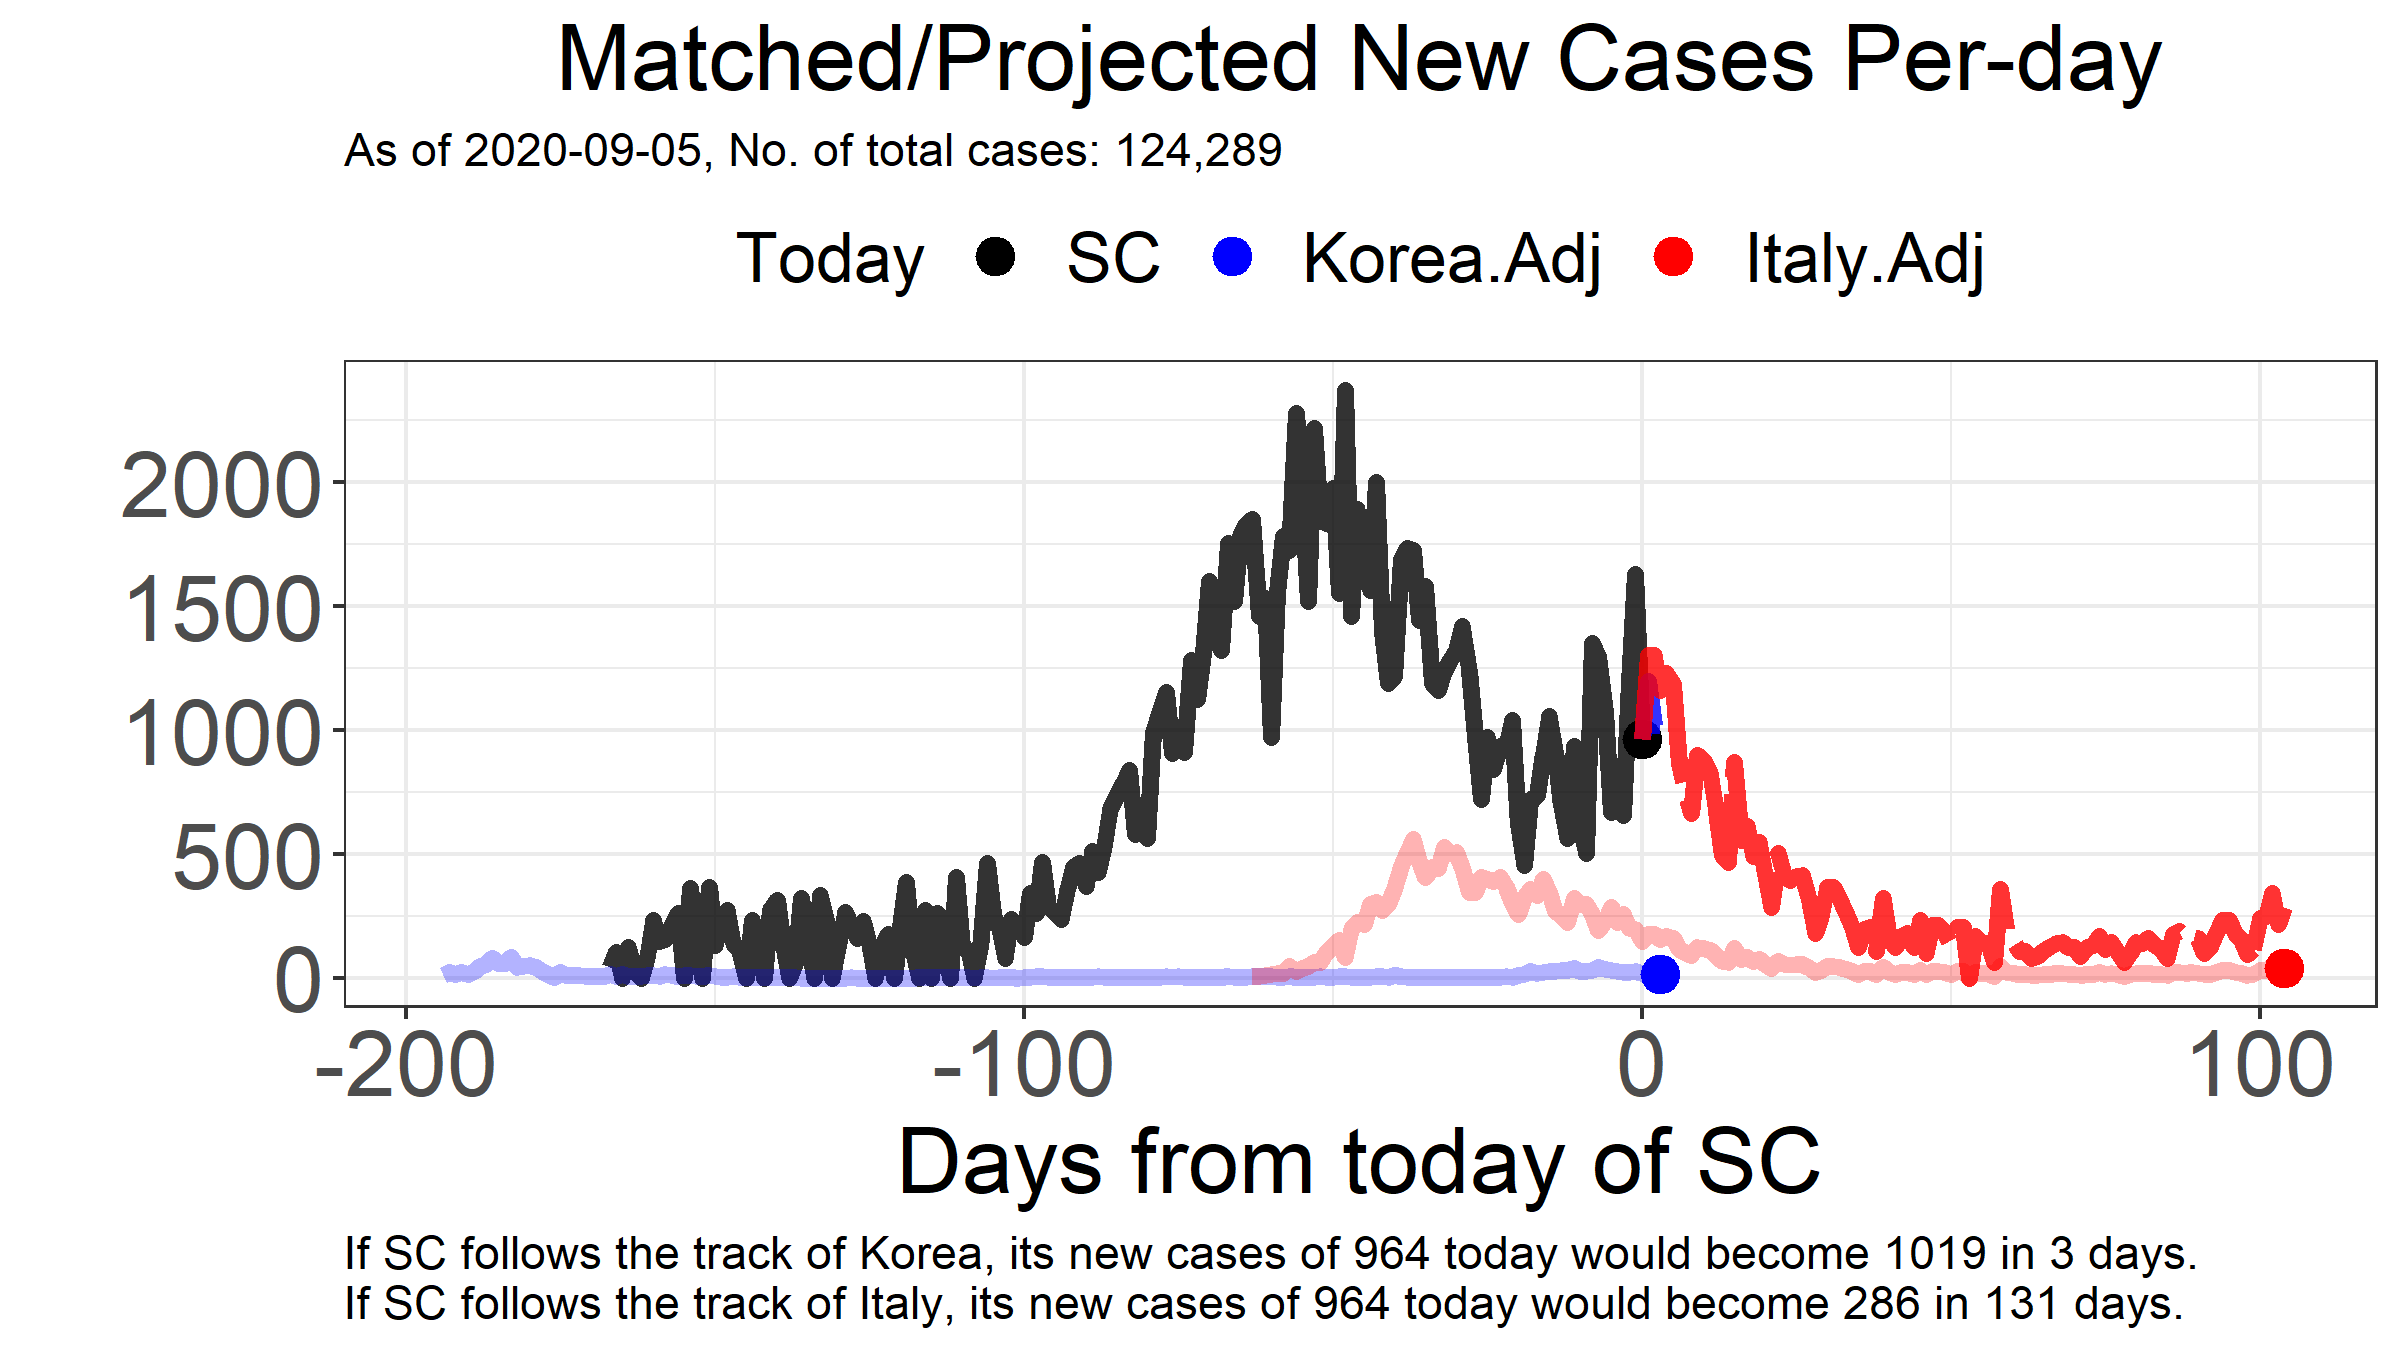 Matched/Projected New Cases Per-day
As of 2020-09-05, No. of total cases: 124,289
Today SC Korea.Adj Italy.Adj
2000
1500
1000
500
0
-200 -100 0 100
Days from today of SC
If SC follows the track of Korea, its new cases of 964 today would become 1019 in 3 days.
If SC follows the track of Italy, its new cases of 964 today would become 286 in 131 days.